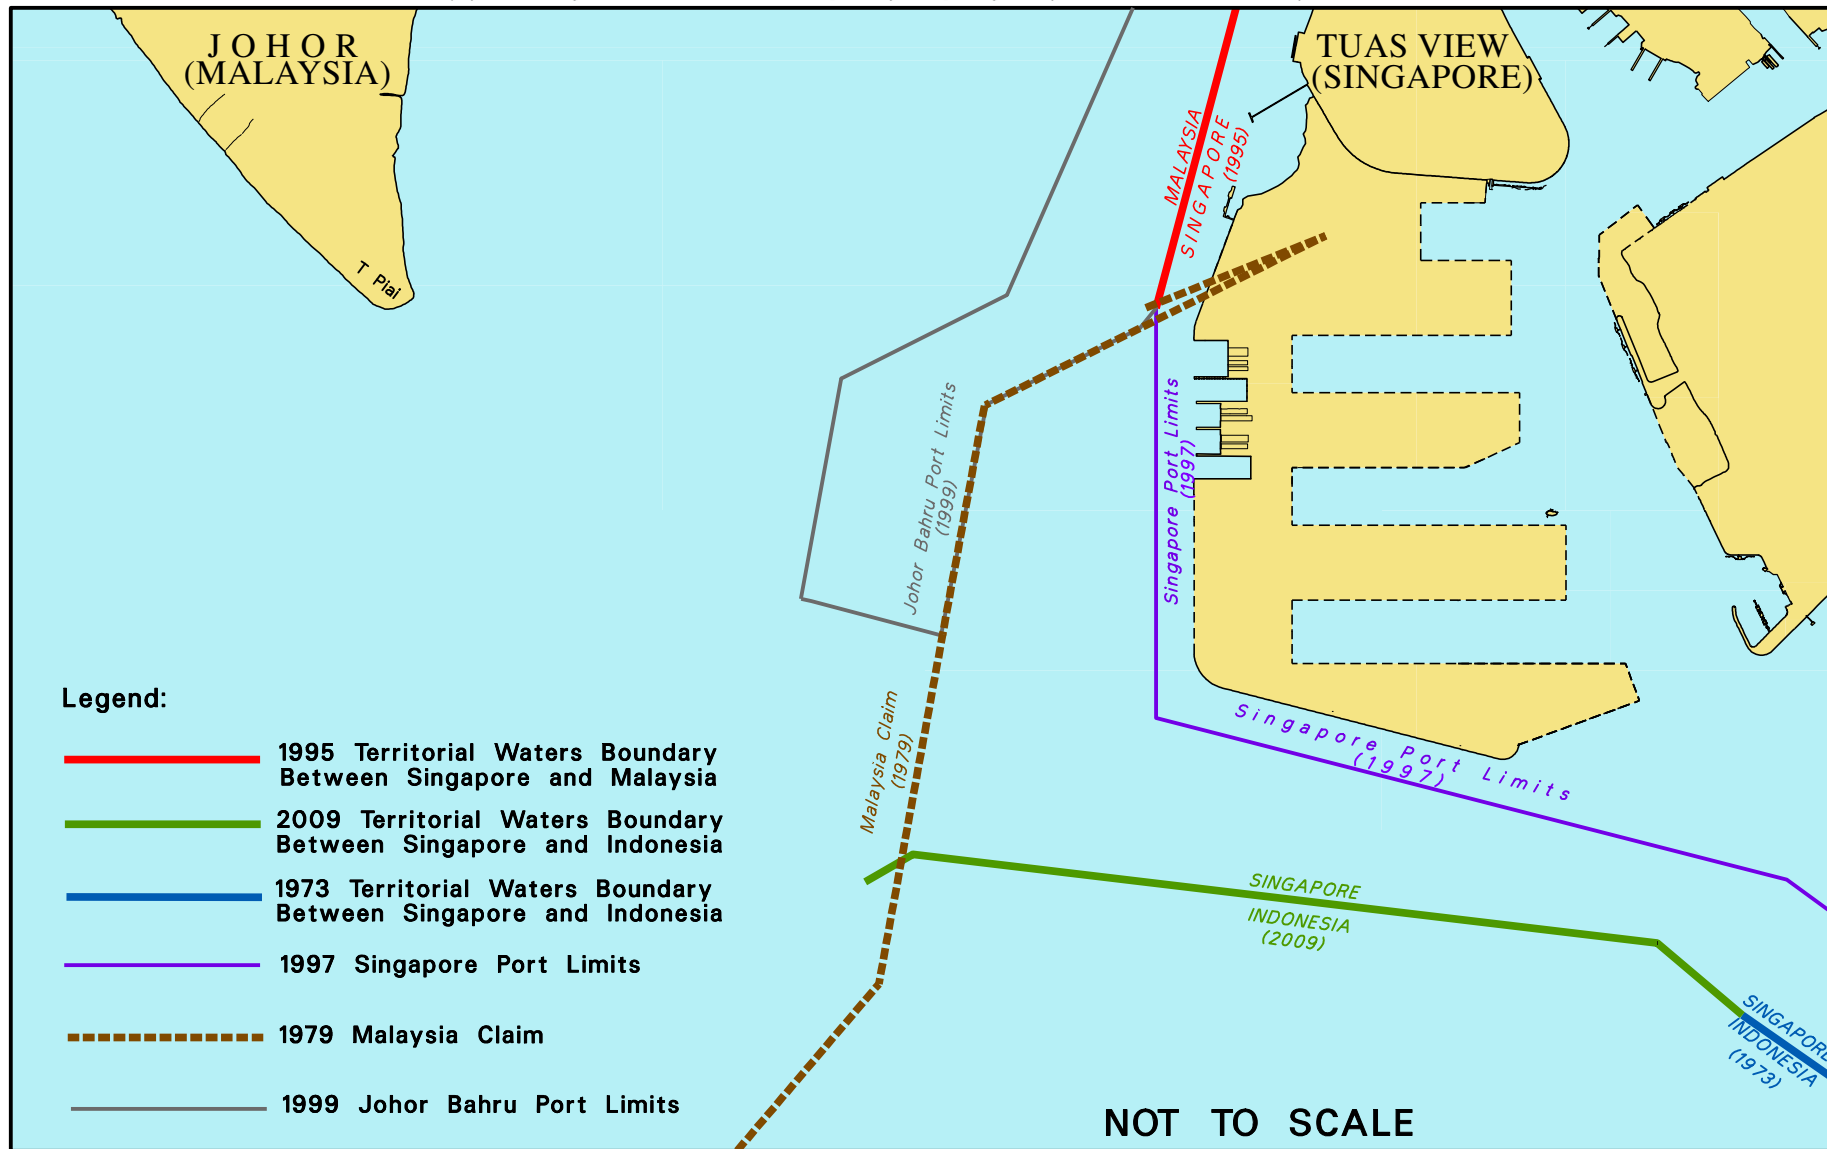 JOHOR
(MALAYSIA)
TUAS VIEW
(SINGAPORE)
MALAYSIA
SINGAPORE
(1995)
T Piai
Johor Bahru Port Limits
(1999)
Singapore Port Limits
(1997)
Malaysia Claim
(1979)
Singapore Port Limits
(1997)
SINGAPORE
INDONESIA
(2009)
SINGAPORE
INDONESIA
(1973)
Legend:
1995 Territorial Waters Boundary
Between Singapore and Malaysia
2009 Territorial Waters Boundary
Between Singapore and Indonesia
1973 Territorial Waters Boundary
Between Singapore and Indonesia
1997 Singapore Port Limits
1979 Malaysia Claim
1999 Johor Bahru Port Limits
NOT TO SCALE